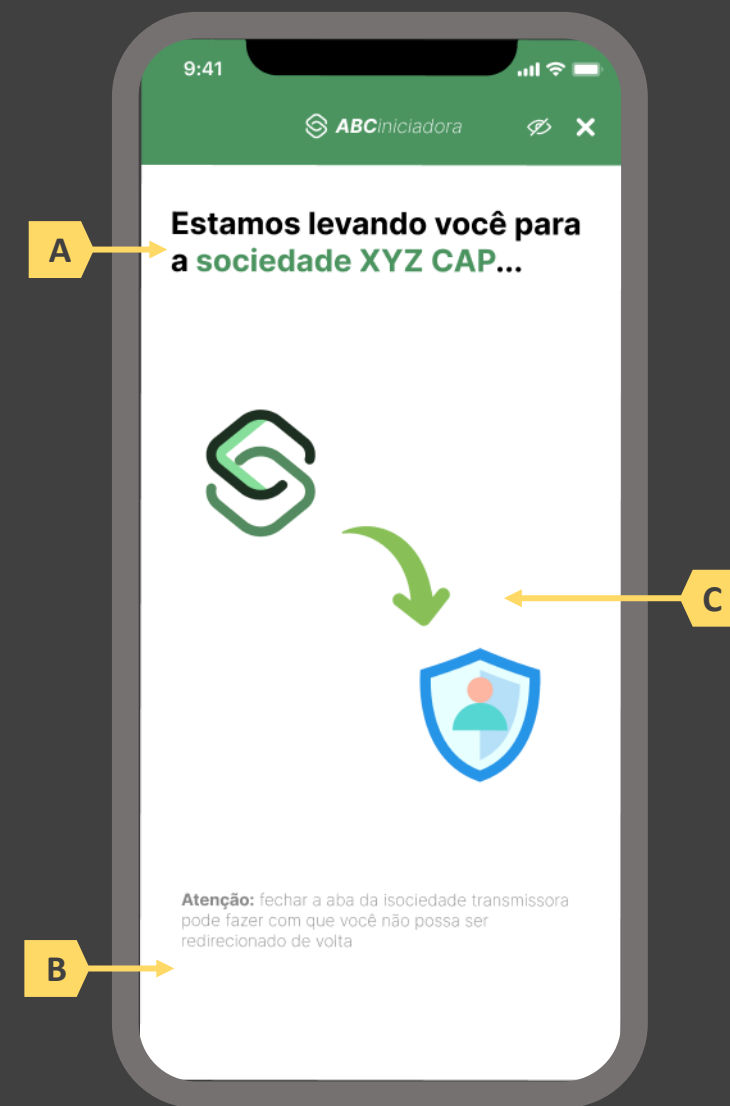 9:41
ABCiniciadora
Estamos levando você para
a sociedade XYZ CAP...
A
C
Atenção: fechar a aba da isociedade transmissora
pode fazer com que você não possa ser
redirecionado de volta
B